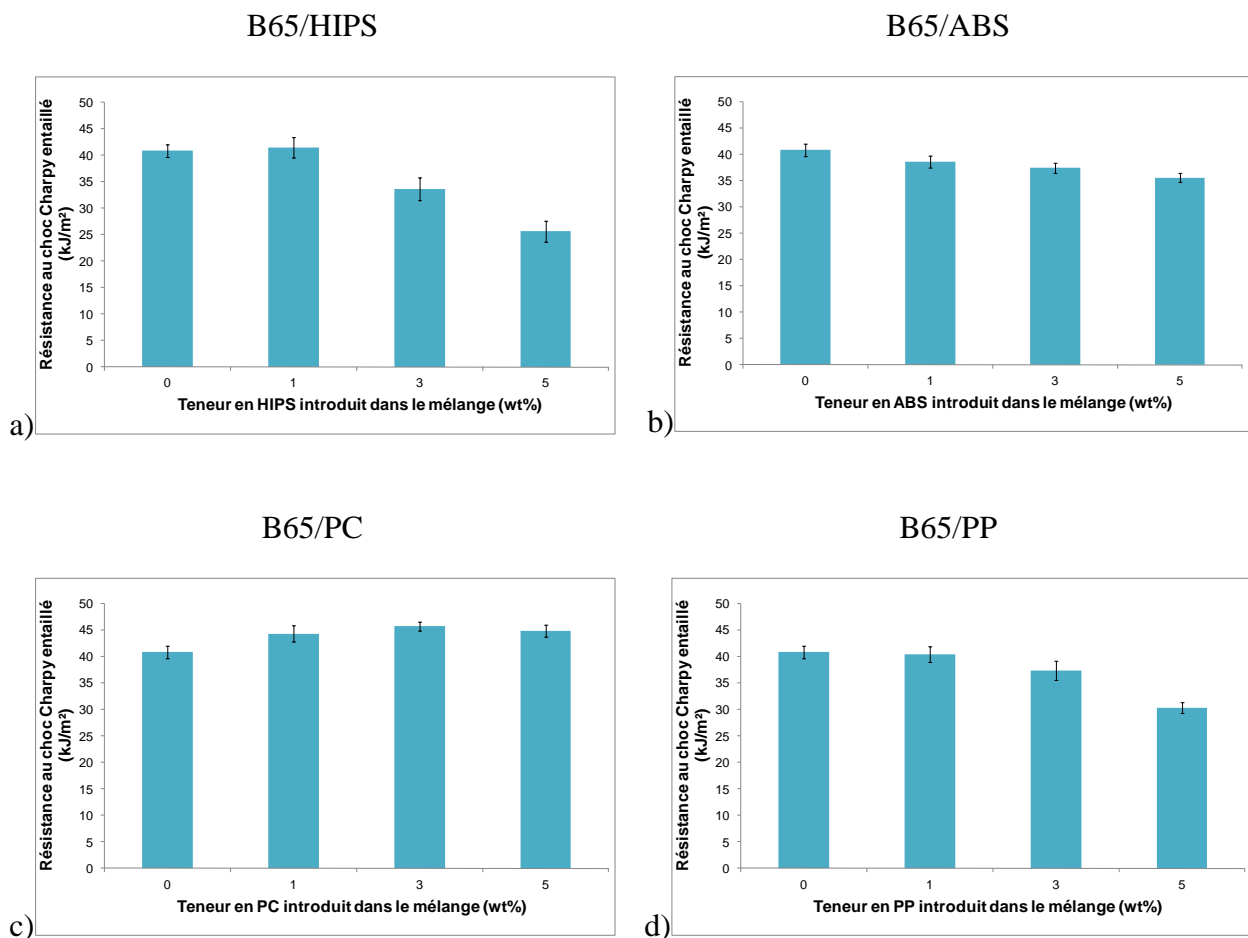 B65/HIPS
B65/ABS
Résistance au choc Charpy entaillé
(kJ/m²)
50
45
40
35
30
25
20
15
10
5
0
0 1 3 5
Teneur en HIPS introduit dans le mélange (wt%)
a)
Résistance au choc Charpy entaillé
(kJ/m²)
50
45
40
35
30
25
20
15
10
5
0
0 1 3 5
Teneur en ABS introduit dans le mélange (wt%)
b)
B65/PC
B65/PP
Résistance au choc Charpy entaillé
(kJ/m²)
50
45
40
35
30
25
20
15
10
5
0
0 1 3 5
Teneur en PC introduit dans le mélange (wt%)
c)
Résistance au choc Charpy entaillé
(kJ/m²)
50
45
40
35
30
25
20
15
10
5
0
0 1 3 5
Teneur en PP introduit dans le mélange (wt%)
d)